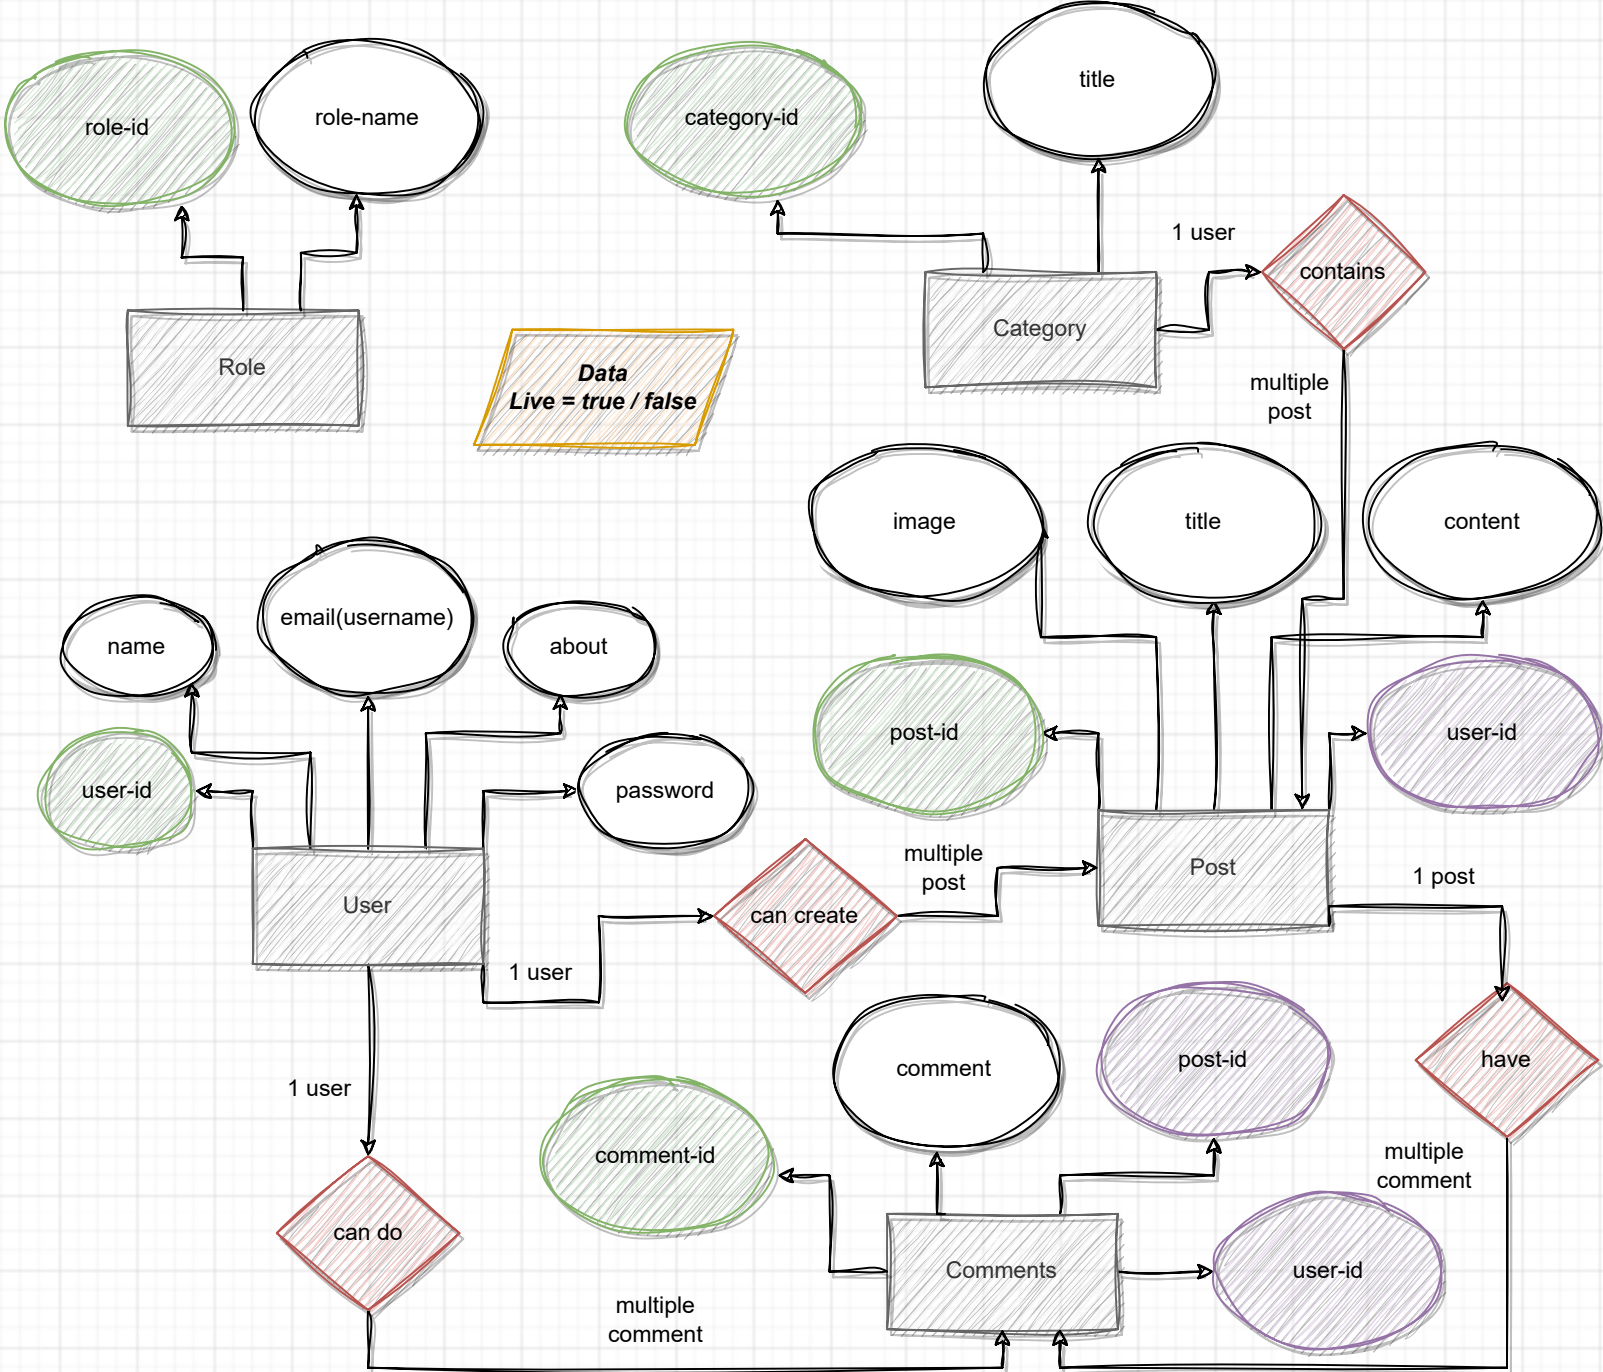 role-id
role-name
category-id
title
1 user
contains
Category
Role
Data
Live = true / false
multiple
post
image
title
content
name
email(username)
about
post-id
user-id
user-id
password
User
can create
multiple
post
Post
1 post
1 user
comment
post-id
have
1 user
comment-id
multiple
comment
can do
Comments
user-id
multiple
comment